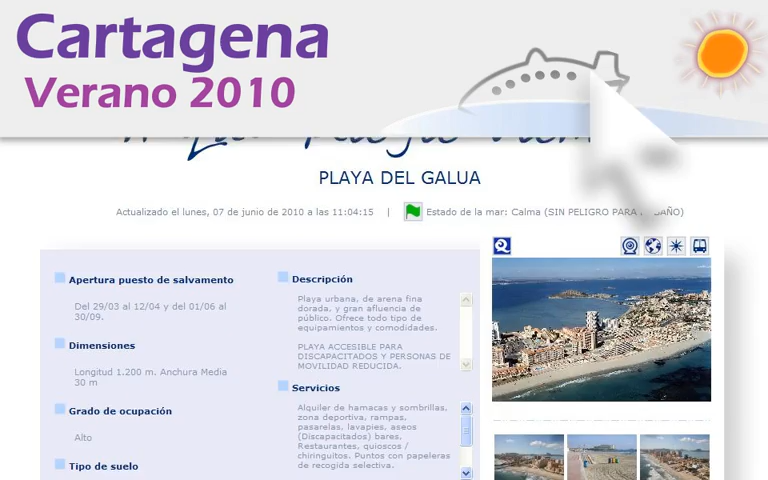 Cartagena
Verano 2010
PLAYA DEL GALUA
Actualizado el lunes, 07 de junio de 2010 a las 11:04:15 | Estado de la mar: Calma (SIN PELIGRO PARA
Apertura puesto de salvamento
Del 29/03 al 12/04 y del 01/06 al
30/09.
Dimensiones
Longitud 1.200 m. Anchura Media
30 m
Grado de ocupación
Alto
Tipo de suelo
Descripción
Playa urbana, de arena fina
dorada, y gran afluencia de
público. Ofrece todo tipo de
equipamientos y comodidades.
PLAYA ACCESIBLE PARA
DISCAPACITADOS Y PERSONAS DE
MOVILIDAD REDUCIDA.
Servicios
Alquiler de hamacas y sombrillas,
zona deportiva, rampas,
pasarelas, lavapies, aseos
(Discapacitados) bares,
Restaurantes, quioscos /
chiringuitos. Puntos con papeleras
de recogida selectiva.